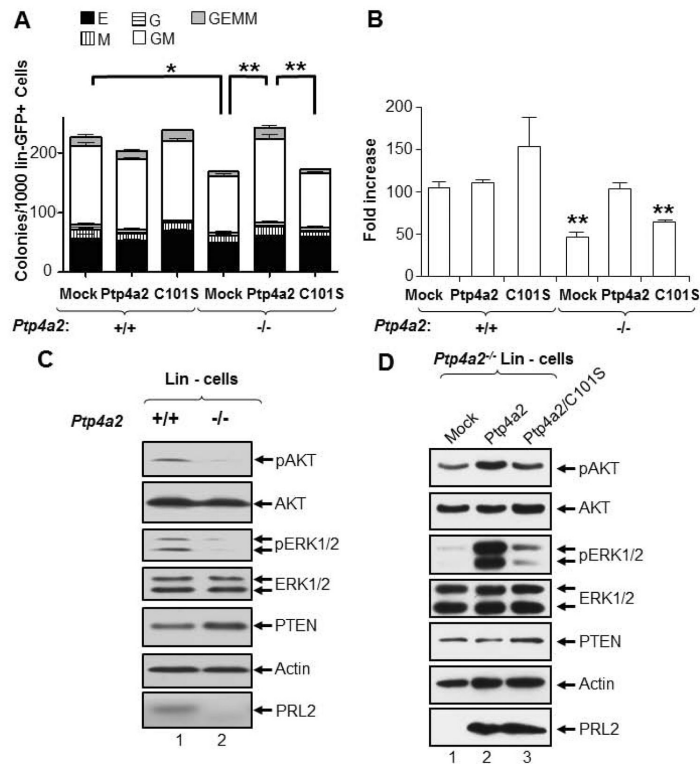 A
E G GEMM
M GM
* ** **
Colonies/1000 lin-GFP+ Cells
200
100
0
Mock Ptp4a2 C101S Mock Ptp4a2 C101S
Ptp4a2: +/+ -/-
B
Fold increase
200
150
100
50
0
** **
Mock Ptp4a2 C101S Mock Ptp4a2 C101S
Ptp4a2: +/+ -/-
C
Lin - cells
Ptp4a2 +/+ -/-
pAKT
AKT
pERK1/2
ERK1/2
PTEN
Actin
PRL2
1 2
D
Ptp4a2-/- Lin - cells
Mock Ptp4a2 Ptp4a2/C101S
pAKT
AKT
pERK1/2
ERK1/2
PTEN
Actin
PRL2
1 2 3